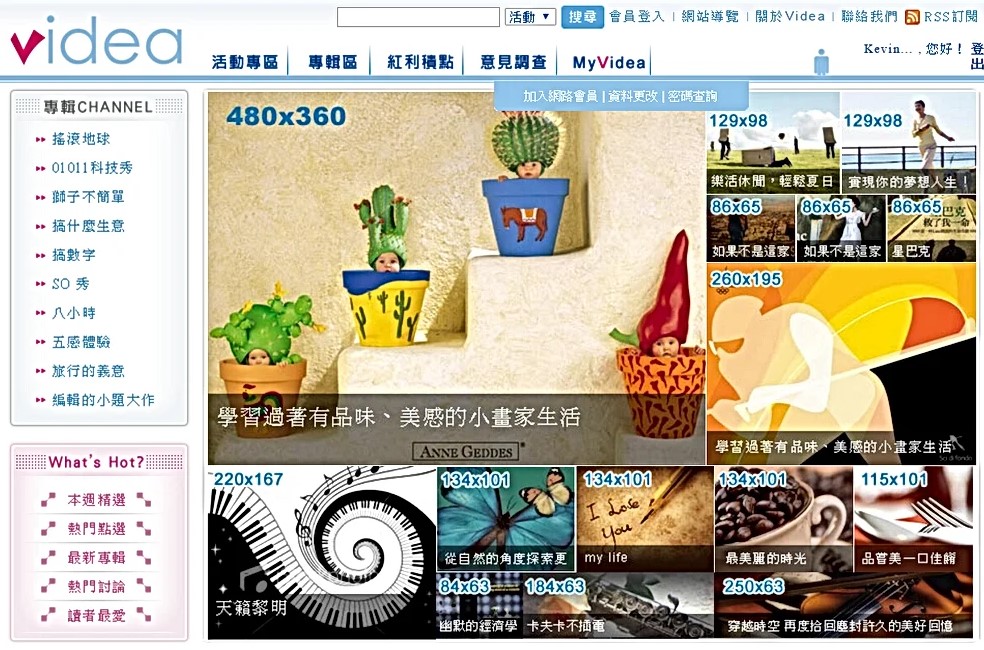 videa
活動
搜尋
會員登入 | 網站導覽 | 關於Videa | 聯絡我們 RSS訂閱
活動專區 專輯區 紅利積點 意見調查 MyVidea
Kevin... , 您好！ 登出
加入網路會員 | 資料更改 | 密碼查詢
專輯CHANNEL
搖滾地球
01011科技秀
獅子不簡單
搞什麼生意
搞數字
SO 秀
八小時
五感體驗
旅行的義意
編輯的小題大作
What's Hot?
本週精選
熱門點選
最新專輯
熱門討論
讀者最愛
480x360
學習過著有品味、美感的小畫家生活
ANNE GEDDES
129x98
樂活休閒，輕鬆夏日
129x98
實現你的夢想人生！
86x65
如果不是這家
86x65
如果不是這家
86x65
巴克
救了我一命
星巴克
260x195
學習過著有品味、美感的小畫家生活
220x167
天籟黎明
134x101
從自然的角度探索更
134x101
I Love
You
my life
134x101
最美麗的時光
115x101
品嘗美一口佳餚
84x63
幽默的經濟學
184x63
卡夫卡不插電
250x63
穿越時空 再度拾回塵封許久的美好回憶